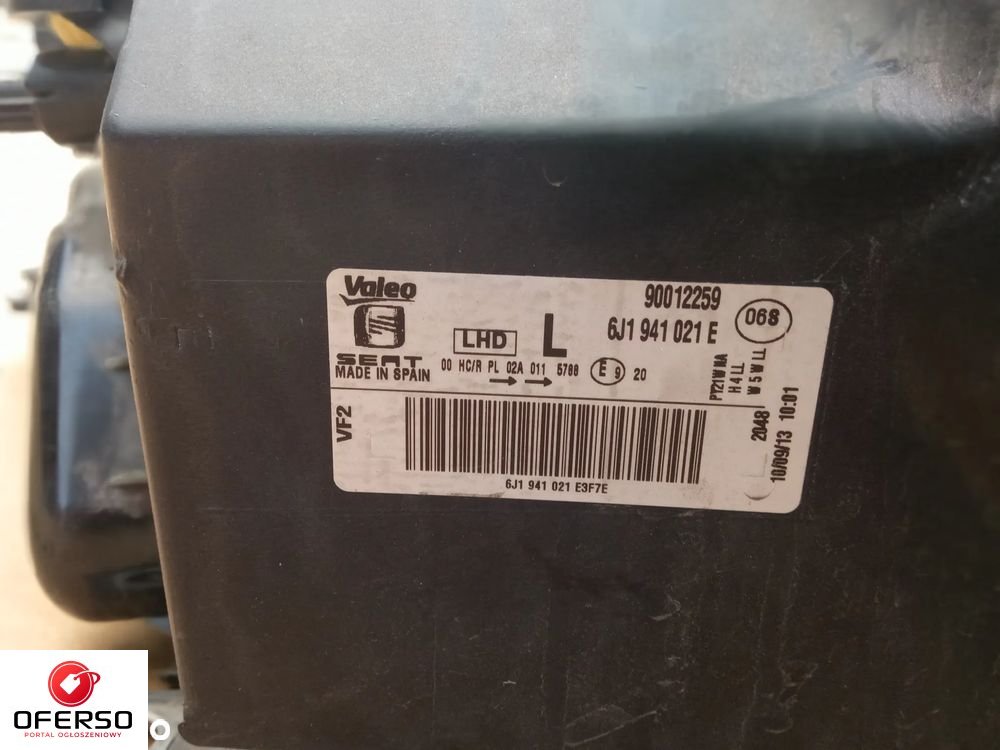 Valeo
90012259
6J1 941 021 E
068
SEAT
LHD
L
MADE IN SPAIN
00 HC/R PL 02A 011 5788
E 9 20
PY21W NA
H4 LL
W5W LL
VF2
2048
10/09/13 10:01
6J1 941 021 E3F7E
OFERSO
PORTAL OGŁOSZENIOWY